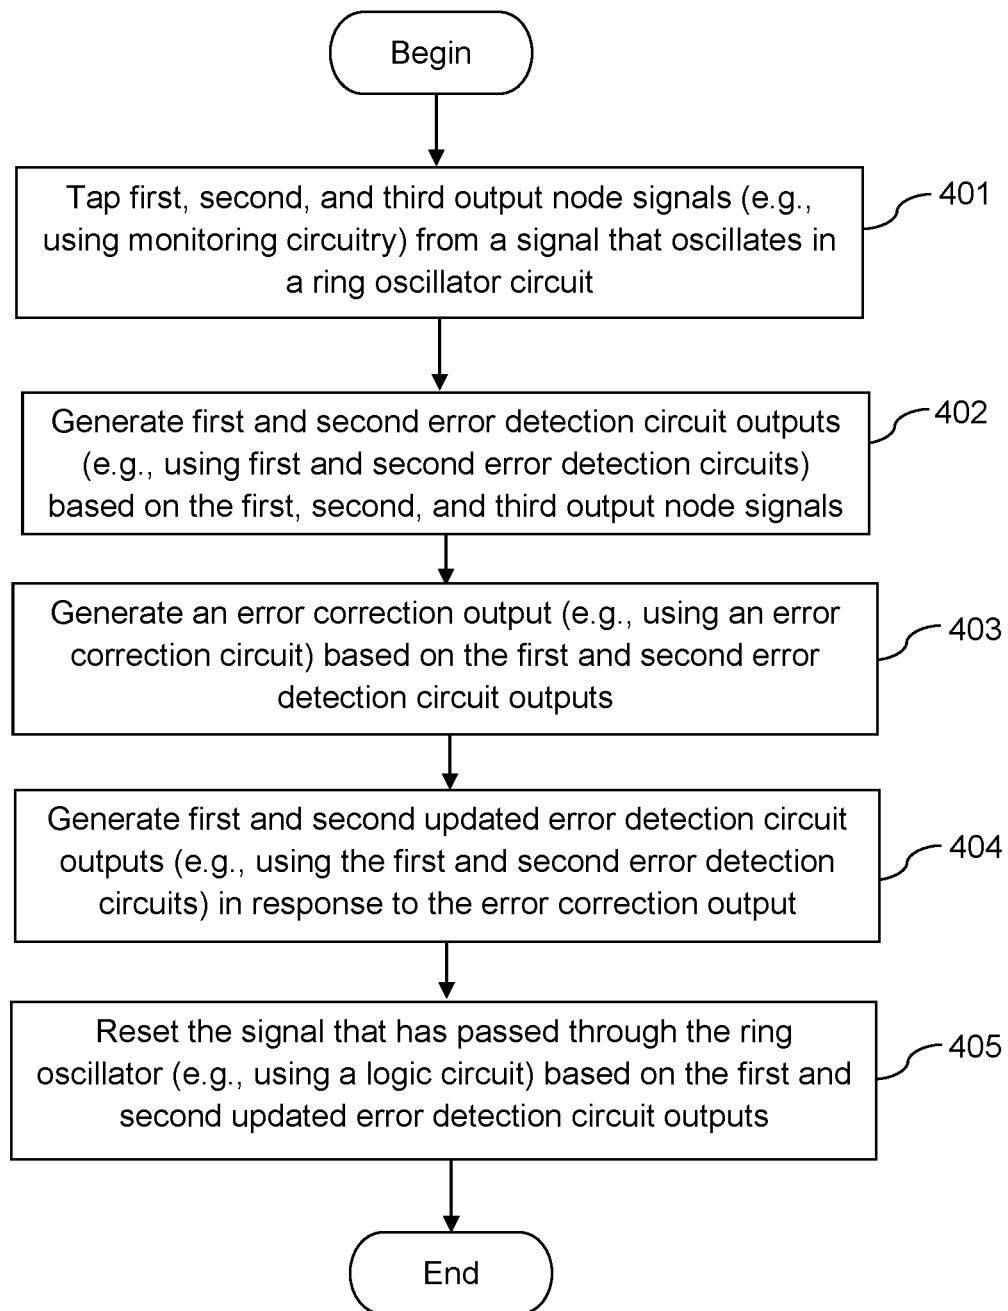 Begin
Tap first, second, and third output node signals (e.g.,
using monitoring circuitry) from a signal that oscillates in
a ring oscillator circuit
401
Generate first and second error detection circuit outputs
(e.g., using first and second error detection circuits)
based on the first, second, and third output node signals
402
Generate an error correction output (e.g., using an error
correction circuit) based on the first and second error
detection circuit outputs
403
Generate first and second updated error detection circuit
outputs (e.g., using the first and second error detection
circuits) in response to the error correction output
404
Reset the signal that has passed through the ring
oscillator (e.g., using a logic circuit) based on the first and
second updated error detection circuit outputs
405
End